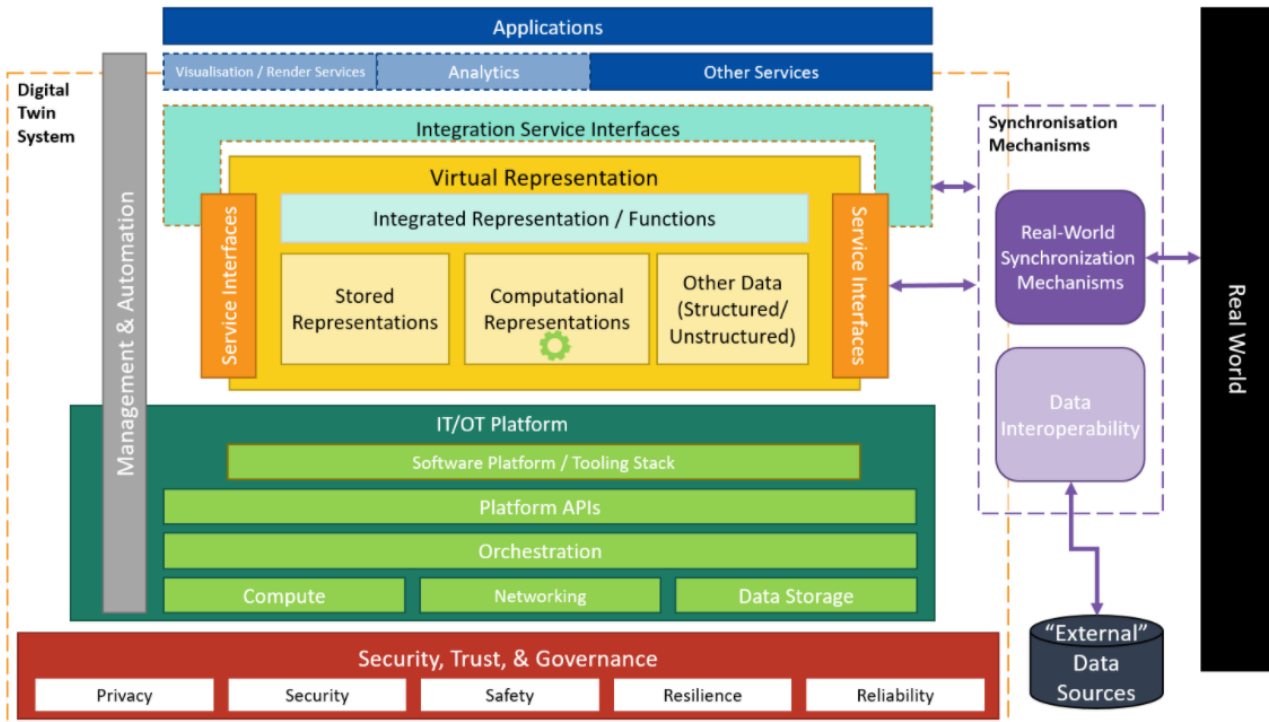 Applications
Visualisation / Render Services
Analytics
Other Services
Digital
Twin
System
Integration Service Interfaces
Synchronisation
Mechanisms
Management & Automation
Virtual Representation
Service Interfaces
Integrated Representation / Functions
Service Interfaces
Stored
Representations
Computational
Representations
Other Data
(Structured/
Unstructured)
Real-World
Synchronization
Mechanisms
Real World
Data
Interoperability
IT/OT Platform
Software Platform / Tooling Stack
Platform APIs
Orchestration
Compute
Networking
Data Storage
"External"
Data
Sources
Security, Trust, & Governance
Privacy
Security
Safety
Resilience
Reliability